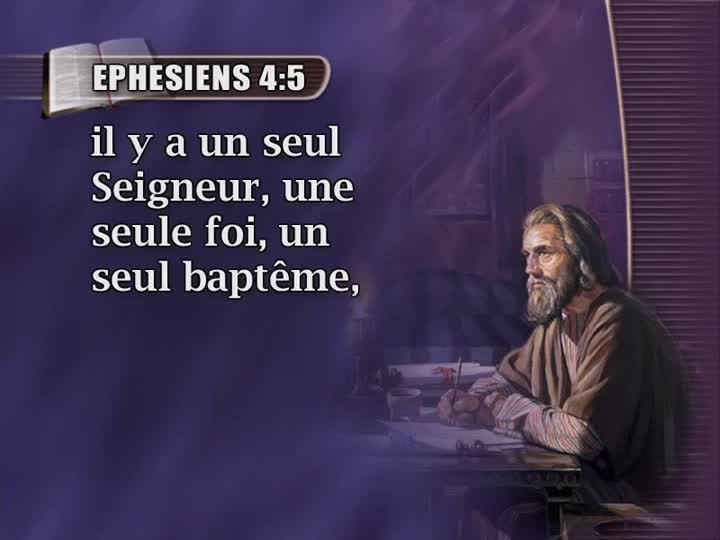 EPHESIENS 4:5
il y a un seul
Seigneur, une
seule foi, un
seul baptême,